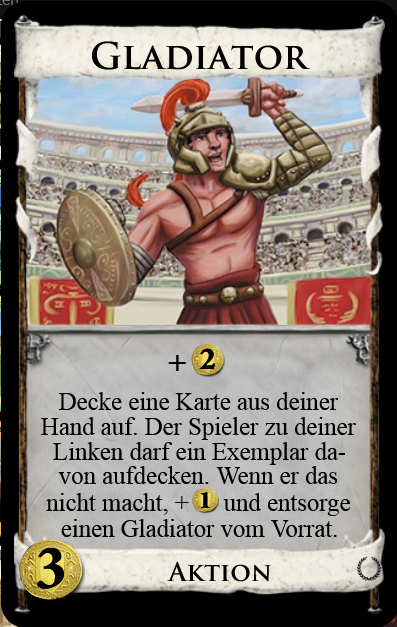 GLADIATOR
+ 2
Decke eine Karte aus deiner
Hand auf. Der Spieler zu deiner
Linken darf ein Exemplar da-
von aufdecken. Wenn er das
nicht macht, + 1 und entsorge
einen Gladiator vom Vorrat.
3
AKTION